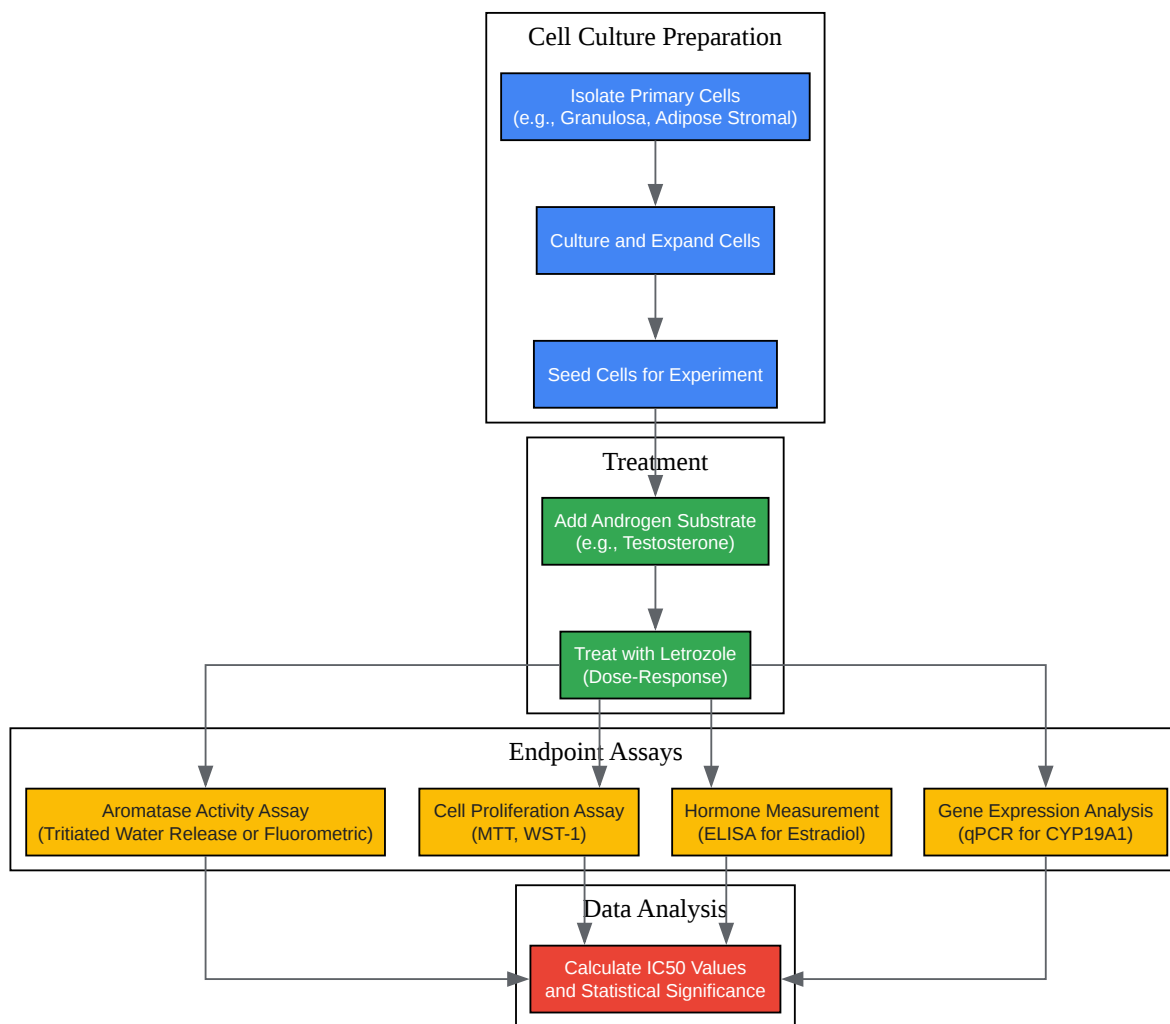 Cell Culture Preparation
Isolate Primary Cells
(e.g., Granulosa, Adipose Stromal)
Culture and Expand Cells
Seed Cells for Experiment
Treatment
Add Androgen Substrate
(e.g., Testosterone)
Treat with Letrozole
(Dose-Response)
Endpoint Assays
Aromatase Activity Assay
(Tritiated Water Release or Fluorometric)
Cell Proliferation Assay
(MTT, WST-1)
Hormone Measurement
(ELISA for Estradiol)
Gene Expression Analysis
(qPCR for CYP19A1)
Data Analysis
Calculate IC50 Values
and Statistical Significance